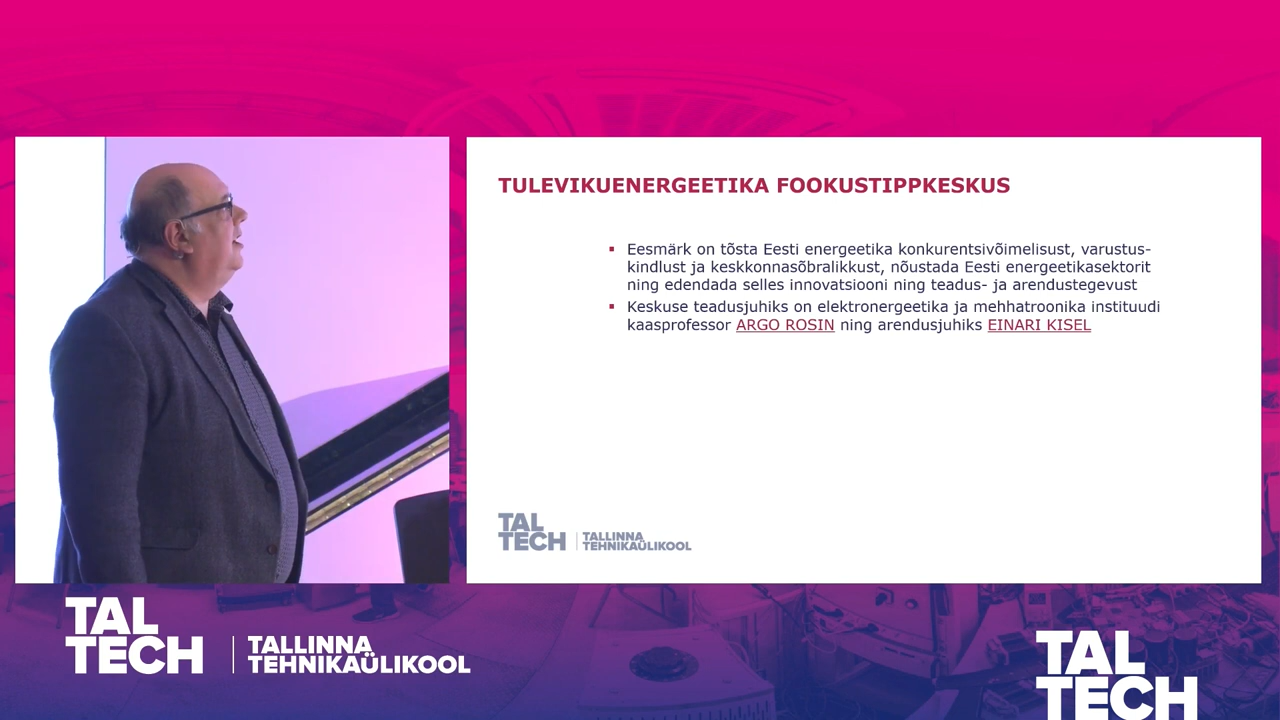 TULEVIKUENERGEETIKA FOOKUSTIPPKESKUS
▪ Eesmärk on tõsta Eesti energeetika konkurentsivõimelisust, varustus-
kindlust ja keskkonnasõbralikkust, nõustada Eesti energeetikasektorit
ning edendada selles innovatsiooni ning teadus- ja arendustegevust
▪ Keskuse teadusjuhiks on elektronergeetika ja mehhatroonika instituudi
kaasprofessor ARGO ROSIN ning arendusjuhiks EINARI KISEL
TAL
TECH
TALLINNA
TEHNIKAÜLIKOOL
TAL
TECH
TALLINNA
TEHNIKAÜLIKOOL
TAL
TECH